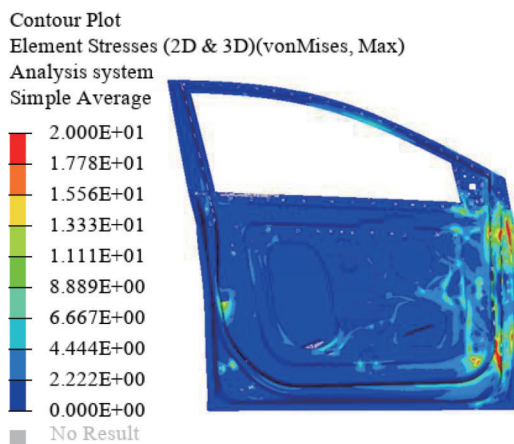 Contour Plot
Element Stresses (2D & 3D)(vonMises, Max)
Analysis system
Simple Average
2.000E+01
1.778E+01
1.556E+01
1.333E+01
1.111E+01
8.889E+00
6.667E+00
4.444E+00
2.222E+00
0.000E+00
No Result